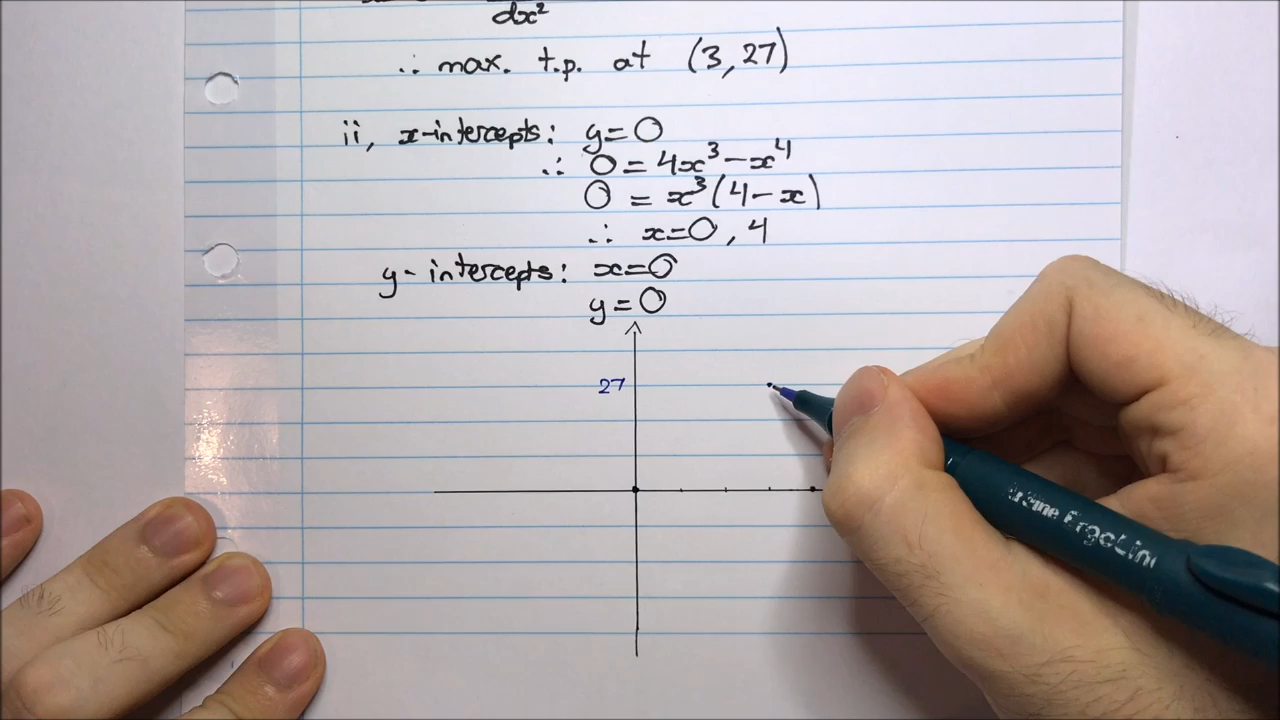 dx²
∴ max. t.p. at (3,27)
ii, x-intercepts: y=0
∴ 0 = 4x³-x⁴
0 = x³(4-x)
∴ x=0, 4
y-intercepts: x=0
y=0
27